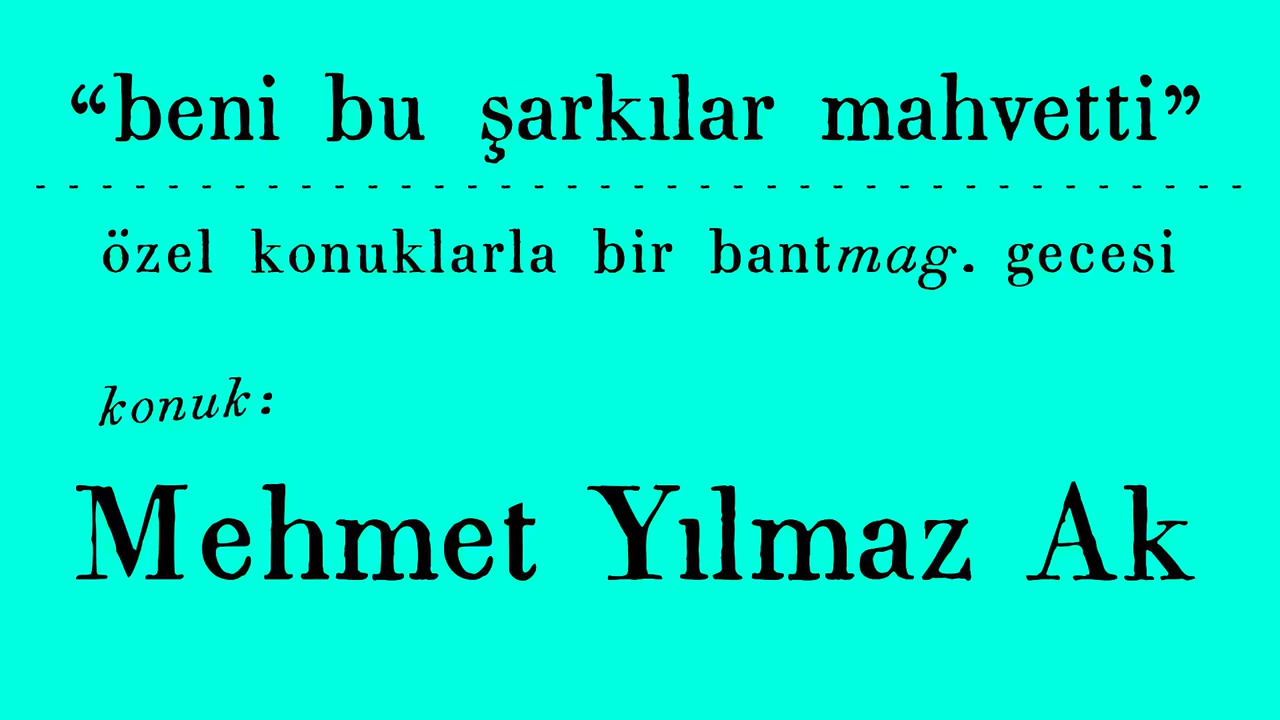 “beni bu şarkılar mahvetti”
özel konuklarla bir bantmag. gecesi
konuk:
Mehmet Yılmaz Ak